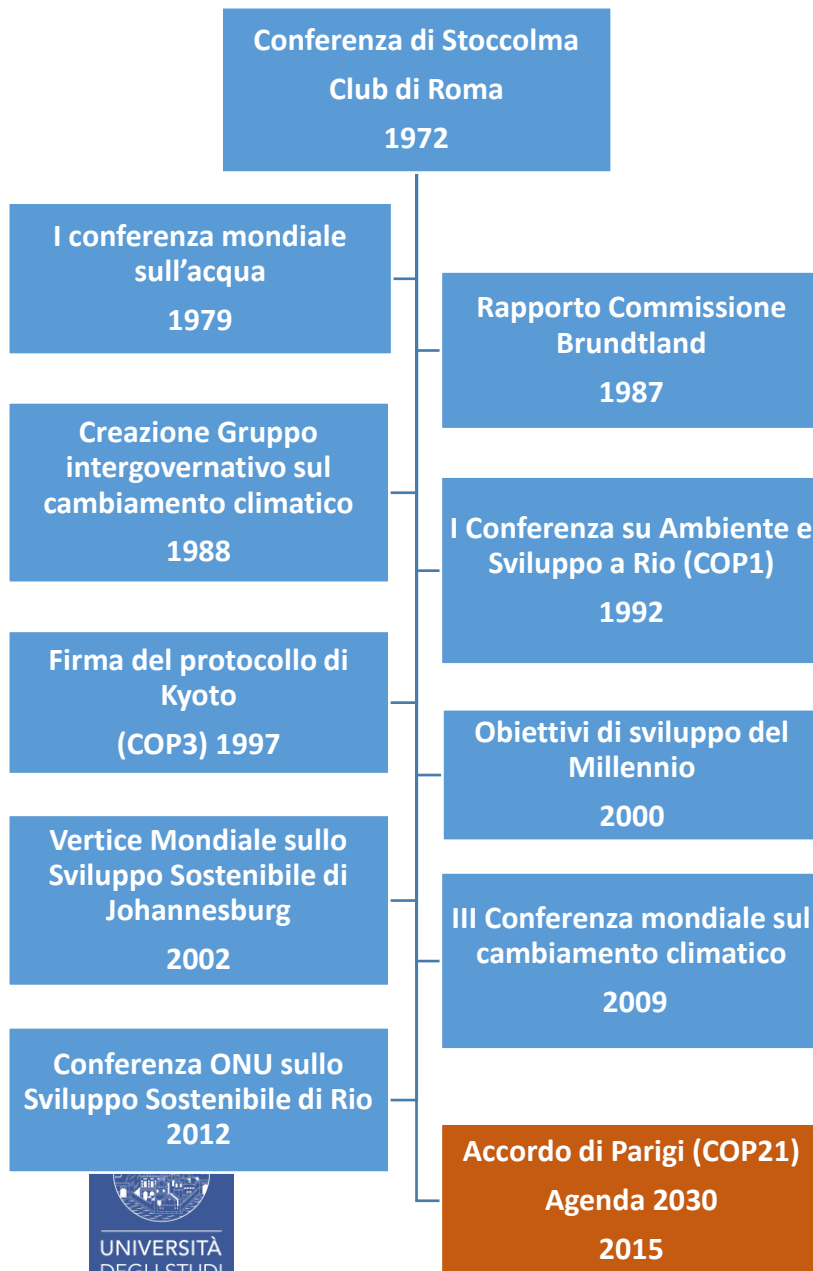 Conferenza di Stoccolma
Club di Roma
1972
I conferenza mondiale
sull’acqua
1979
Rapporto Commissione
Brundtland
1987
Creazione Gruppo
intergovernativo sul
cambiamento climatico
1988
I Conferenza su Ambiente e
Sviluppo a Rio (COP1)
1992
Firma del protocollo di
Kyoto
(COP3) 1997
Obiettivi di sviluppo del
Millennio
2000
Vertice Mondiale sullo
Sviluppo Sostenibile di
Johannesburg
2002
III Conferenza mondiale sul
cambiamento climatico
2009
Conferenza ONU sullo
Sviluppo Sostenibile di Rio
2012
Accordo di Parigi (COP21)
Agenda 2030
2015
UNIVERSITÀ
DEGLI STUDI